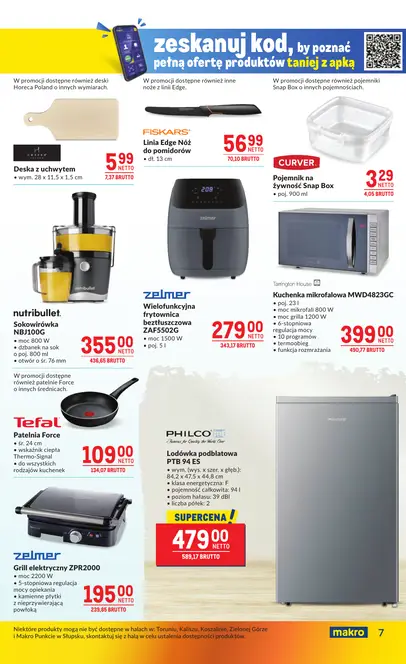 zeskanuj kod, by poznać
pełną ofertę produktów taniej z apką
W promocji dostępne również deski
Horeca Poland o innych wymiarach.
Deska z uchwytem
• wym. 28 x 11,5 x 1,5 cm
5,99
NETTO
7,37 BRUTTO
W promocji dostępne również inne
noże z linii Edge.
FISKARS
Linia Edge Nóż
do pomidorów
• dł. 13 cm
56,99
NETTO
70,10 BRUTTO
W promocji dostępne również pojemniki
Snap Box o innych pojemnościach.
CURVER
Pojemnik na
żywność Snap Box
• poj. 900 ml
3,29
NETTO
4,05 BRUTTO
nutribullet
Sokowirówka
NBJ100G
• moc 800 W
• dzbanek na sok
o poj. 800 ml
• otwór o śr. 76 mm
355,00
NETTO
436,65 BRUTTO
zelmer
Wielofunkcyjna
frytownica
beztłuszczowa
ZAF5502G
• moc 1500 W
• poj. 5 l
279,00
NETTO
343,17 BRUTTO
Tarrington House
Kuchenka mikrofalowa MWD4823GC
• poj. 23 l
• moc mikrofali 800 W
• moc grilla 1200 W
• 6-stopniowa
regulacja mocy
• 10 programów
• termoobieg
• funkcja rozmrażania
399,00
NETTO
490,77 BRUTTO
W promocji dostępne
również patelnie Force
o innych średnicach.
Tefal
Patelnia Force
• śr. 24 cm
• wskaźnik ciepła
Thermo-Signal
• do wszystkich
rodzajów kuchenek
109,00
NETTO
134,07 BRUTTO
PHILCO
Famous for Quality the World Over
Lodówka podblatowa
PTB 94 ES
• wym. (wys. x szer. x głęb.):
84,2 x 47,5 x 44,8 cm
• klasa energetyczna: F
• pojemność całkowita: 94 l
• poziom hałasu: 39 dBI
• liczba półek: 2
SUPERCENA!
479,00
NETTO
589,17 BRUTTO
zelmer
Grill elektryczny ZPR2000
• moc 2200 W
• 5-stopniowa regulacja
mocy opiekania
• kamienne płytki
z nieprzywierającą
powłoką
195,00
NETTO
239,85 BRUTTO
Niektóre produkty mogą nie być dostępne w halach w: Toruniu, Kaliszu, Koszalinie, Zielonej Górze
i Makro Punkcie w Słupsku, skontaktuj się z halą w celu ustalenia dostępności produktów.
makro
7